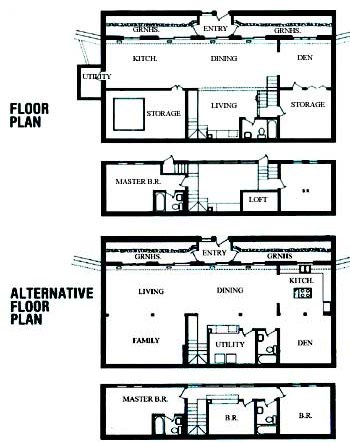 GRNHS.
ENTRY
GRNHS.
KITCH.
DINING
DEN
UTILITY
FLOOR
PLAN
STORAGE
LIVING
STORAGE
MASTER B.R.
LOFT
GRNHS.
ENTRY
GRNHS
KITCH.
ALTERNATIVE
FLOOR
PLAN
LIVING
DINING
FAMILY
UTILITY
DEN
MASTER B.R.
B.R.
B.R.